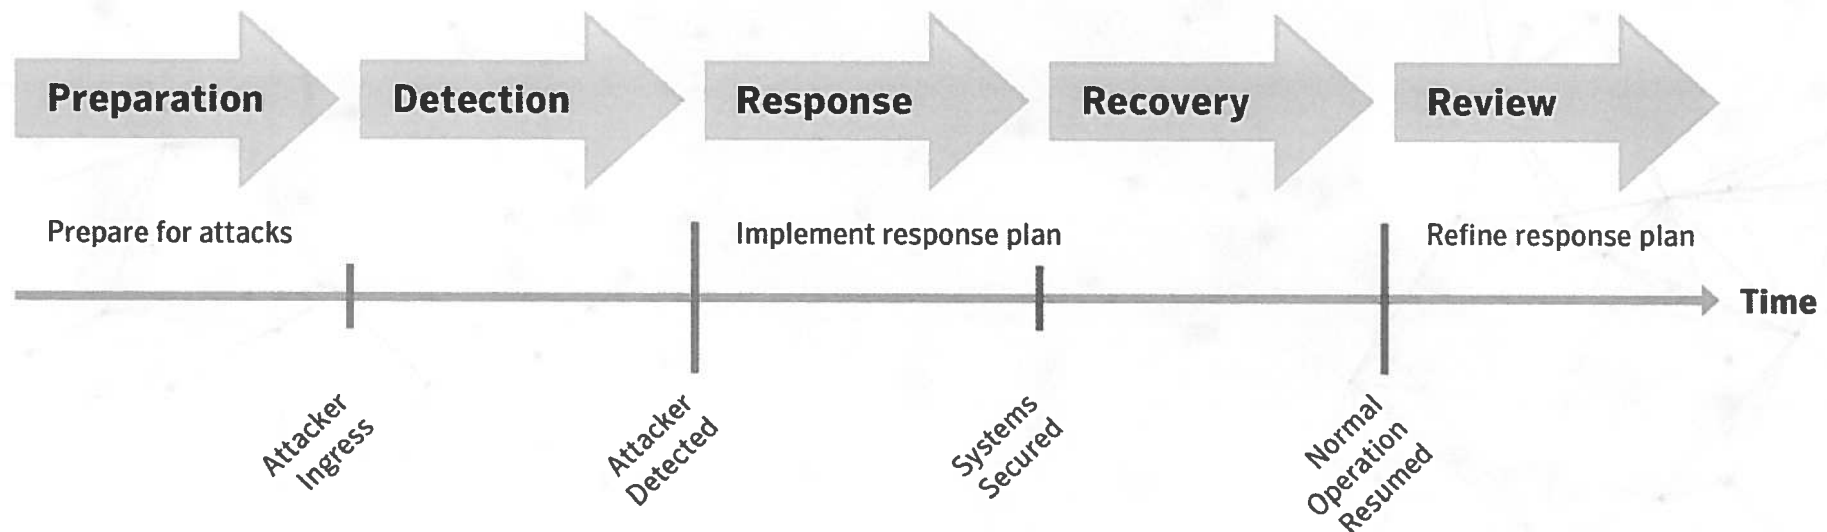 Preparation
Detection
Response
Recovery
Review
Prepare for attacks
Implement response plan
Refine response plan
Time
Attacker
Ingress
Attacker
Detected
Systems
Secured
Normal
Operation
Resumed